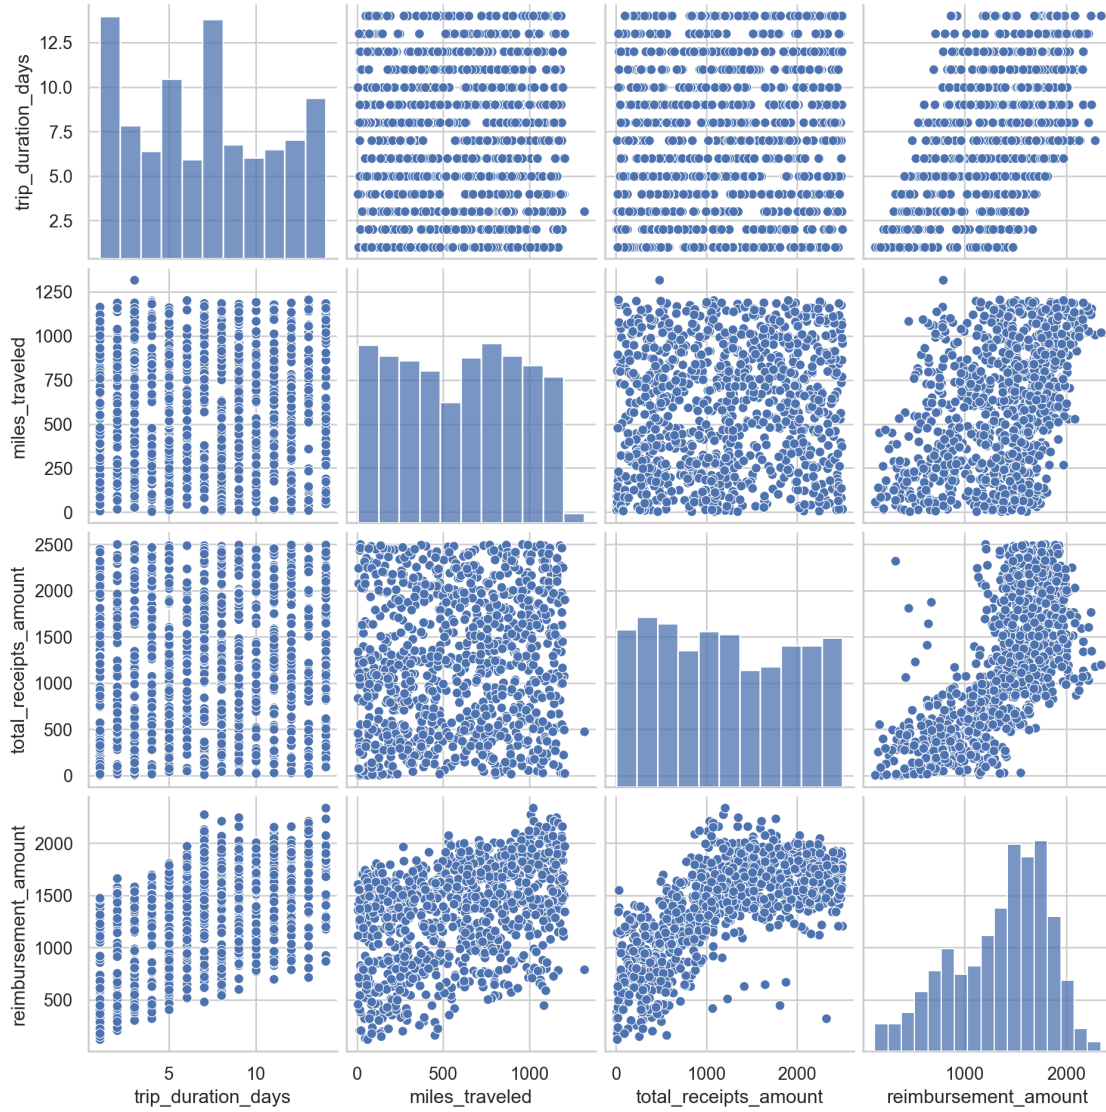 trip_duration_days
12.5
10.0
7.5
5.0
2.5
miles_traveled
1250
1000
750
500
250
0
total_receipts_amount
2500
2000
1500
1000
500
0
reimbursement_amount
2000
1500
1000
500
5 10
0 500 1000
0 1000 2000
1000 2000
trip_duration_days
miles_traveled
total_receipts_amount
reimbursement_amount